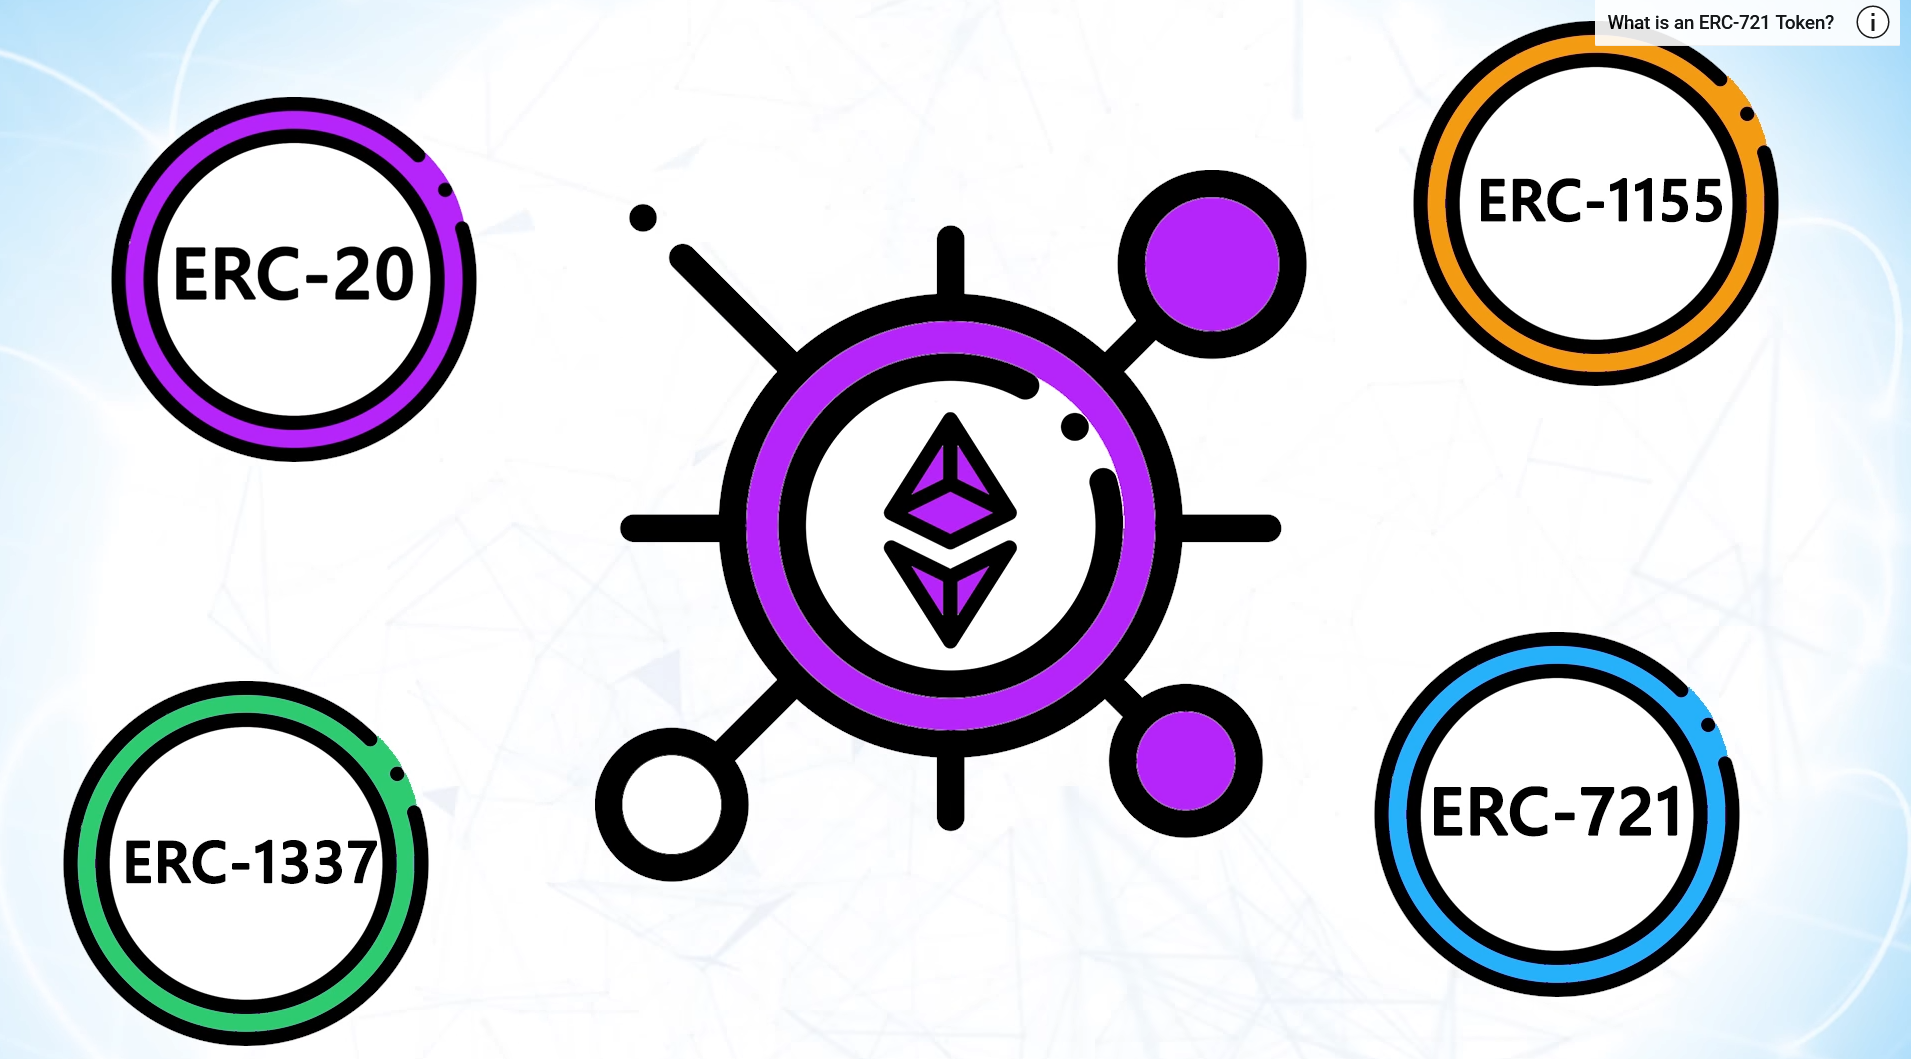 What is an ERC-721 Token?
ERC-20
ERC-1155
ERC-1337
ERC-721